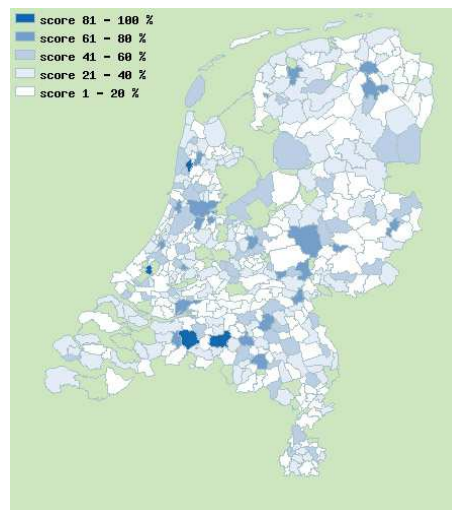 score 81 - 100 %
score 61 - 80 %
score 41 - 60 %
score 21 - 40 %
score 1 - 20 %